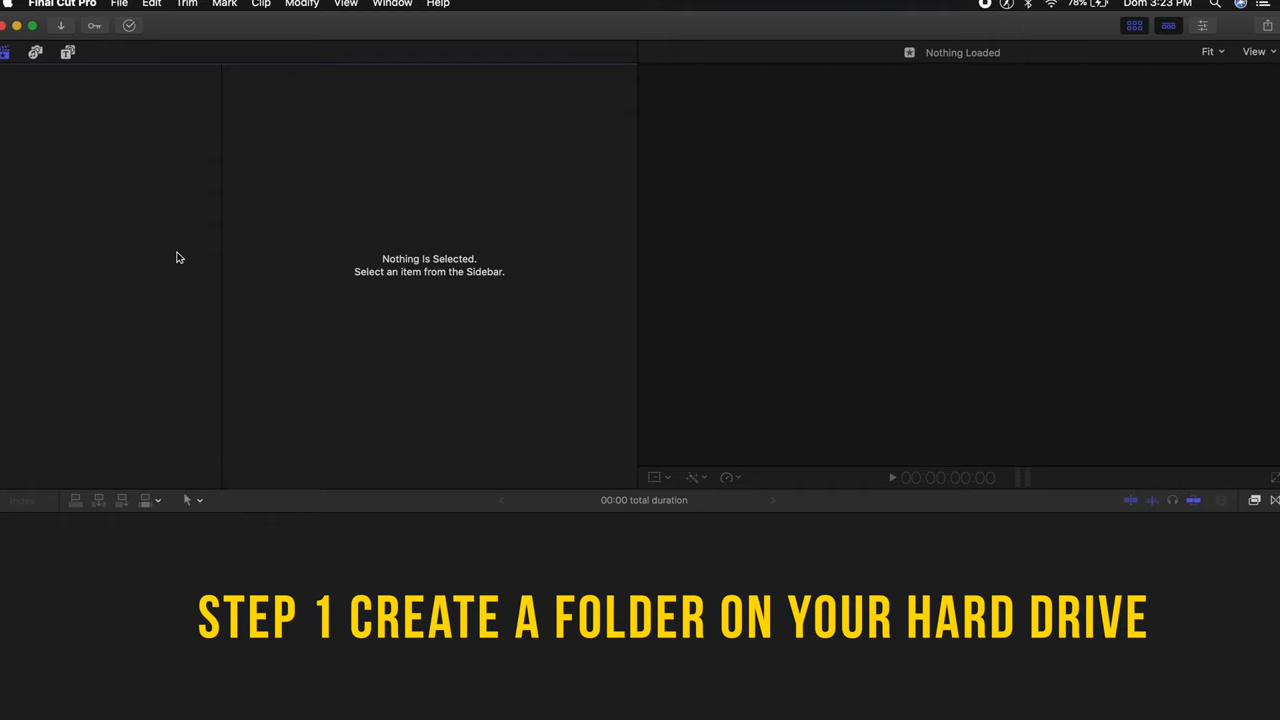 Final Cut Pro File Edit Trim Mark Clip Modify View Window Help 78% Dom 3:23 PM
Nothing Loaded Fit View
Nothing Is Selected.
Select an item from the Sidebar.
00:00:00:00
Index 00:00 total duration
STEP 1 CREATE A FOLDER ON YOUR HARD DRIVE